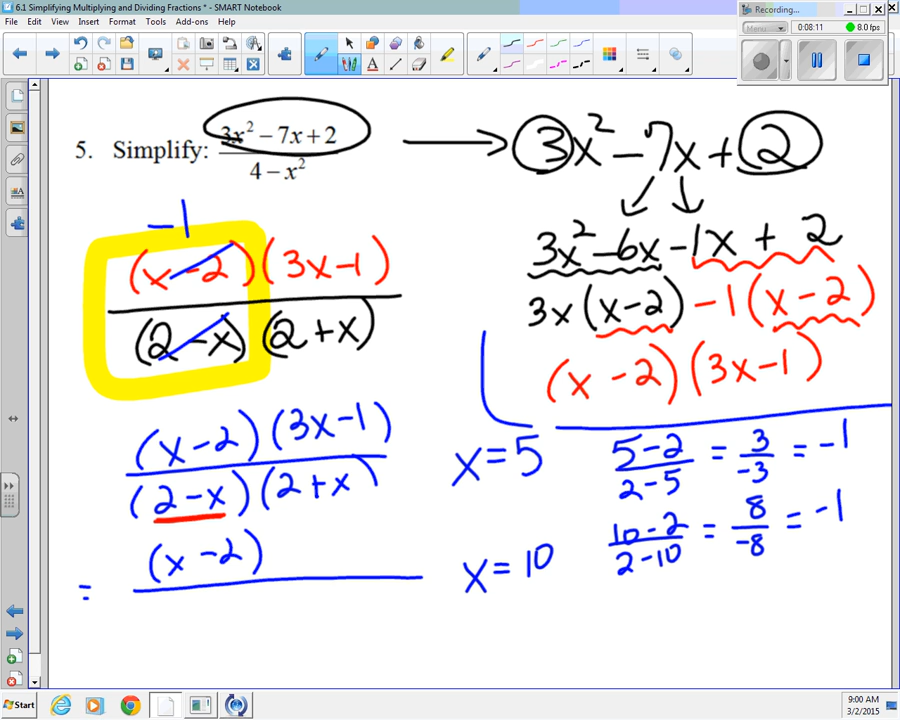 6.1 Simplifying Multiplying and Dividing Fractions * - SMART Notebook
Recording...
File Edit View Insert Format Tools Add-ons Help
Menu 0:08:11 8.0 fps
5. Simplify: 3x² – 7x + 2 / 4 – x²
3x² – 7x + 2
–1
(x – 2)(3x – 1)
(2 – x)(2 + x)
3x² – 6x – 1x + 2
3x(x – 2) – 1(x – 2)
(x – 2)(3x – 1)
(x – 2)(3x – 1)
(2 – x)(2 + x)
= (x – 2)
x = 5 5 – 2 / 2 – 5 = 3 / –3 = –1
x = 10 10 – 2 / 2 – 10 = 8 / –8 = –1
Start
9:00 AM
3/2/2015